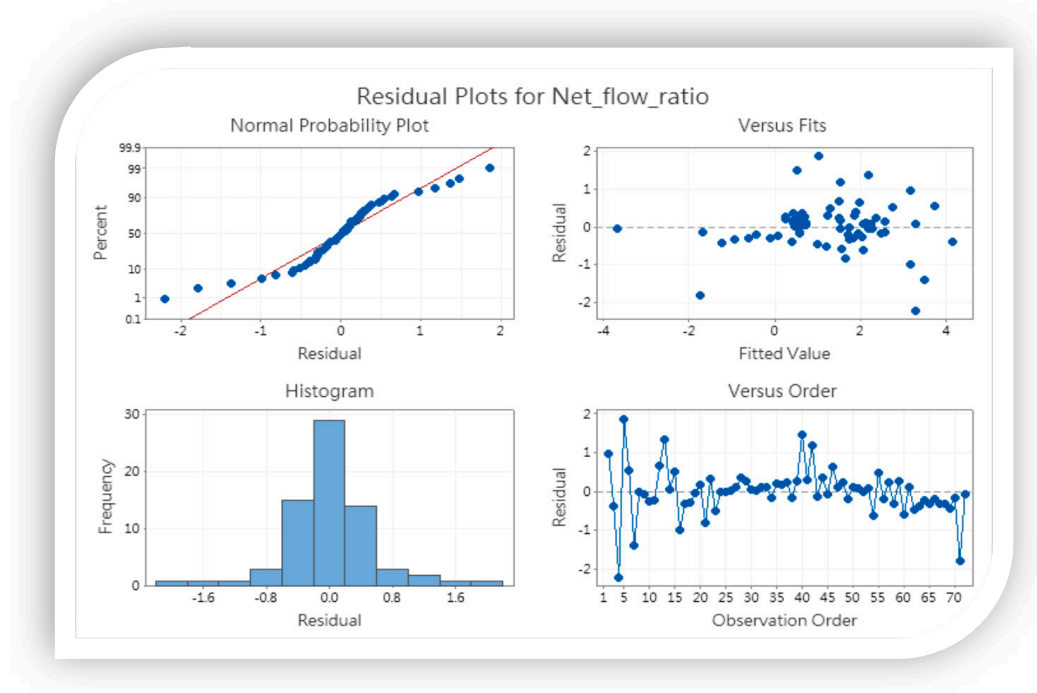 Residual Plots for Net_flow_ratio
Normal Probability Plot
99.9
99
90
50
10
1
0.1
Percent
-2 -1 0 1 2
Residual
Versus Fits
2
1
0
-1
-2
Residual
-4 -2 0 2 4
Fitted Value
Histogram
30
20
10
0
Frequency
-1.6 -0.8 0.0 0.8 1.6
Residual
Versus Order
2
1
0
-1
-2
Residual
1 5 10 15 20 25 30 35 40 45 50 55 60 65 70
Observation Order